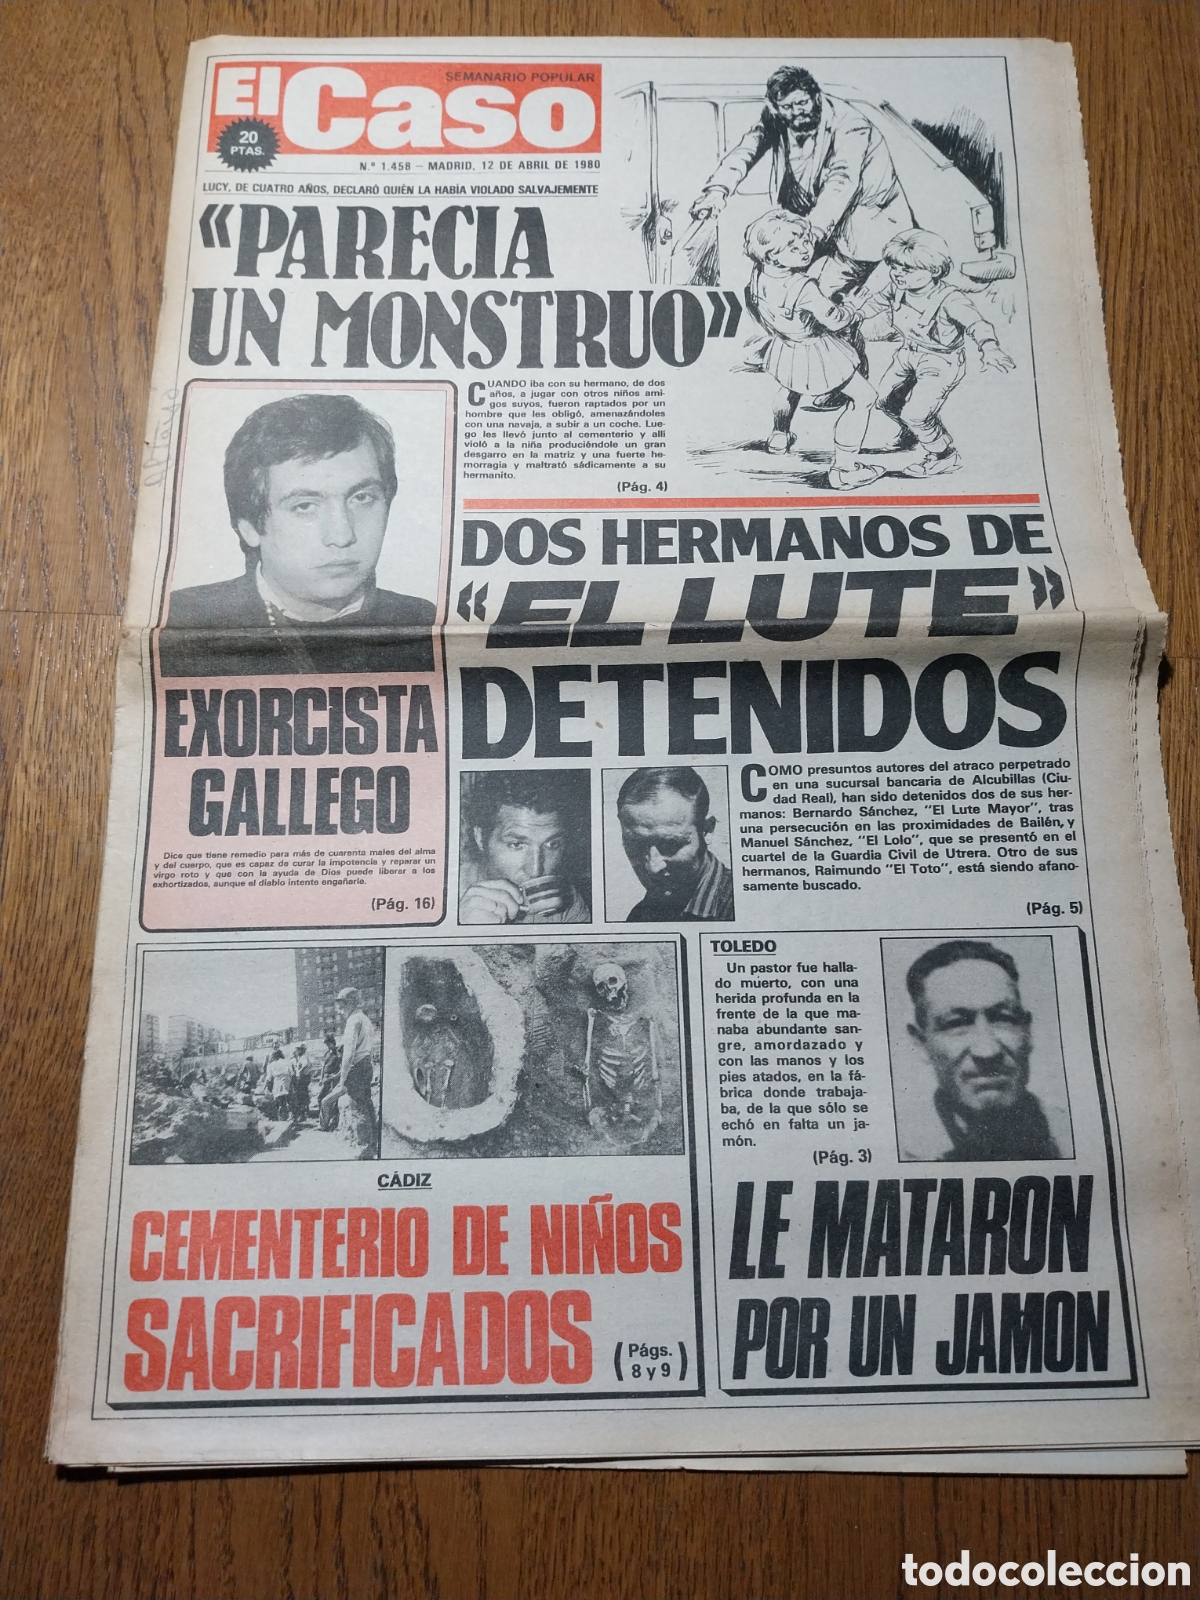 El Caso
SEMANARIO POPULAR
20
PTAS.
N.º 1.458 – MADRID, 12 DE ABRIL DE 1980
LUCY, DE CUATRO AÑOS, DECLARÓ QUIÉN LA HABÍA VIOLADO SALVAJEMENTE
«PARECIA
UN MONSTRUO»
CUANDO iba con su hermano, de dos
años, a jugar con otros niños ami-
gos suyos, fueron raptados por un
hombre que les obligó, amenazándoles
con una navaja, a subir a un coche. Lue-
go les llevó junto al cementerio y allí
violó a la niña produciéndole un gran
desgarro en la matriz y una fuerte he-
morragia y maltrató sádicamente a su
hermanito.
(Pág. 4)
EXORCISTA
GALLEGO
Dice que tiene remedio para más de cuarenta males del alma
y del cuerpo, que es capaz de curar la impotencia y reparar un
virgo roto y que con la ayuda de Dios puede liberar a los
exhortizados, aunque el diablo intente engañarle.
(Pág. 16)
DOS HERMANOS DE
«EL LUTE»
DETENIDOS
COMO presuntos autores del atraco perpetrado
en una sucursal bancaria de Alcubillas (Ciu-
dad Real), han sido detenidos dos de sus her-
manos: Bernardo Sánchez, "El Lute Mayor", tras
una persecución en las proximidades de Bailén, y
Manuel Sánchez, "El Lolo", que se presentó en el
cuartel de la Guardia Civil de Utrera. Otro de sus
hermanos, Raimundo "El Toto", está siendo afano-
samente buscado.
(Pág. 5)
CÁDIZ
CEMENTERIO DE NIÑOS
SACRIFICADOS
(Págs.
8 y 9)
TOLEDO
Un pastor fue halla-
do muerto, con una
herida profunda en la
frente de la que ma-
naba abundante san-
gre, amordazado y
con las manos y los
pies atados, en la fá-
brica donde trabaja-
ba, de la que sólo se
echó en falta un ja-
món.
(Pág. 3)
LE MATARON
POR UN JAMON
todocoleccion